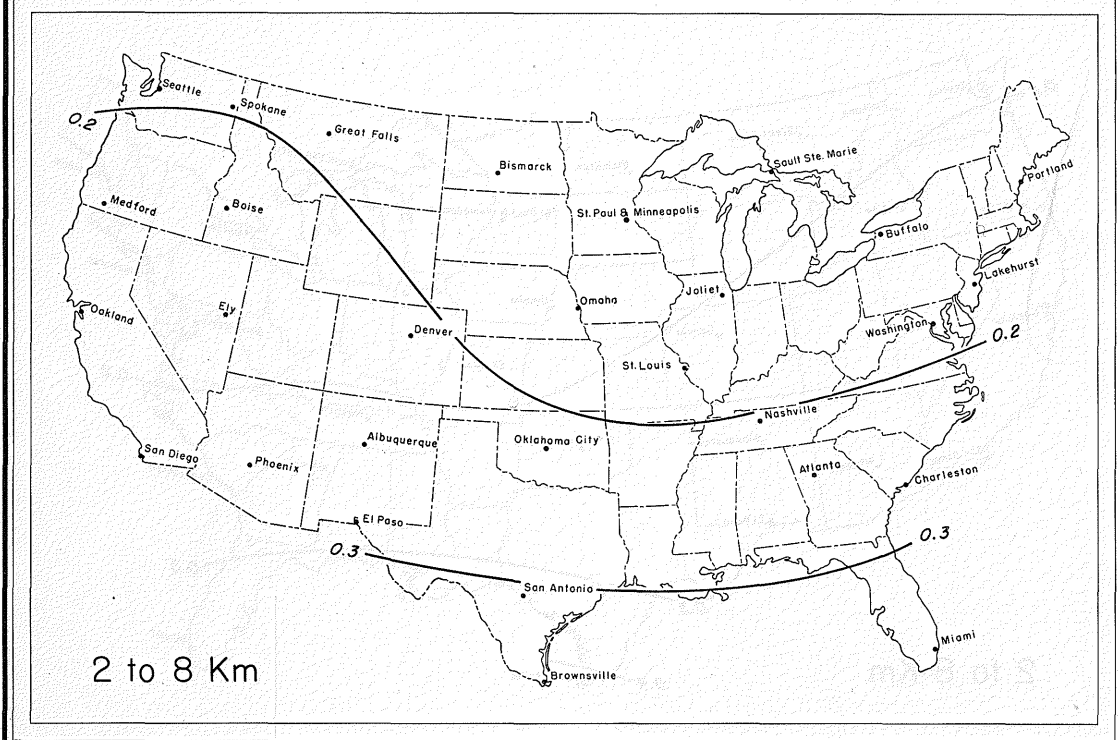 Seattle
Spokane
0.2
Great Falls
Sault Ste. Marie
Bismarck
Portland
Medford
Boise
St. Paul & Minneapolis
Buffalo
Lakehurst
Joliet
Omaha
Ely
Oakland
Denver
Washington
0.2
St. Louis
Nashville
Albuquerque
Oklahoma City
San Diego
Phoenix
Atlanta
Charleston
El Paso
0.3
0.3
San Antonio
Miami
2 to 8 Km
Brownsville